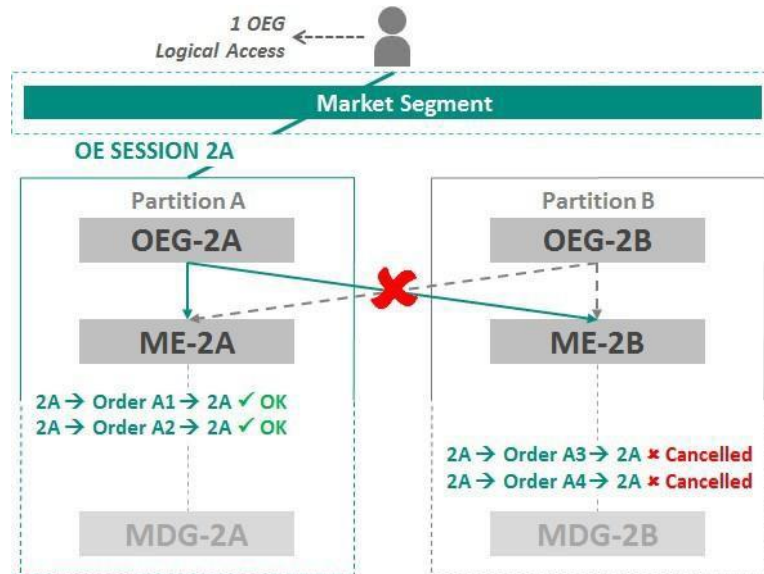 1 OEG
Logical Access
Market Segment
OE SESSION 2A
Partition A
OEG-2A
ME-2A
2A → Order A1 → 2A ✓ OK
2A → Order A2 → 2A ✓ OK
MDG-2A
Partition B
OEG-2B
ME-2B
2A → Order A3 → 2A ✘ Cancelled
2A → Order A4 → 2A ✘ Cancelled
MDG-2B